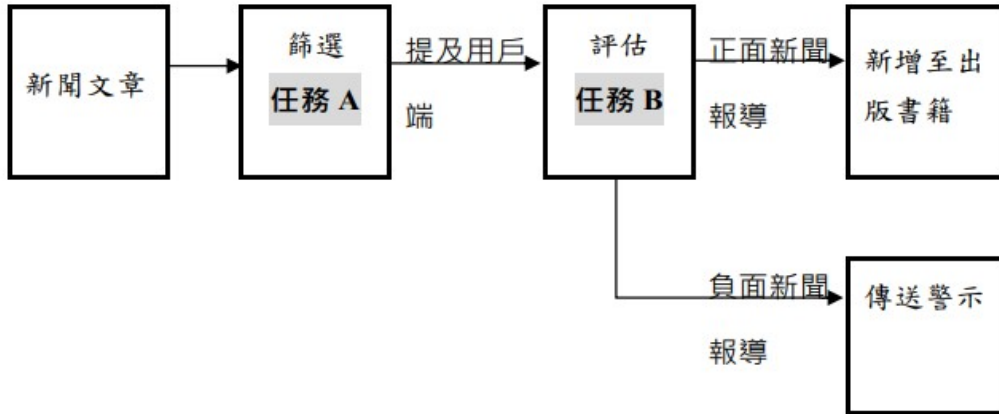 新聞文章
篩選
任務 A
提及用戶
端
評估
任務 B
正面新聞
報導
新增至出
版書籍
負面新聞
報導
傳送警示